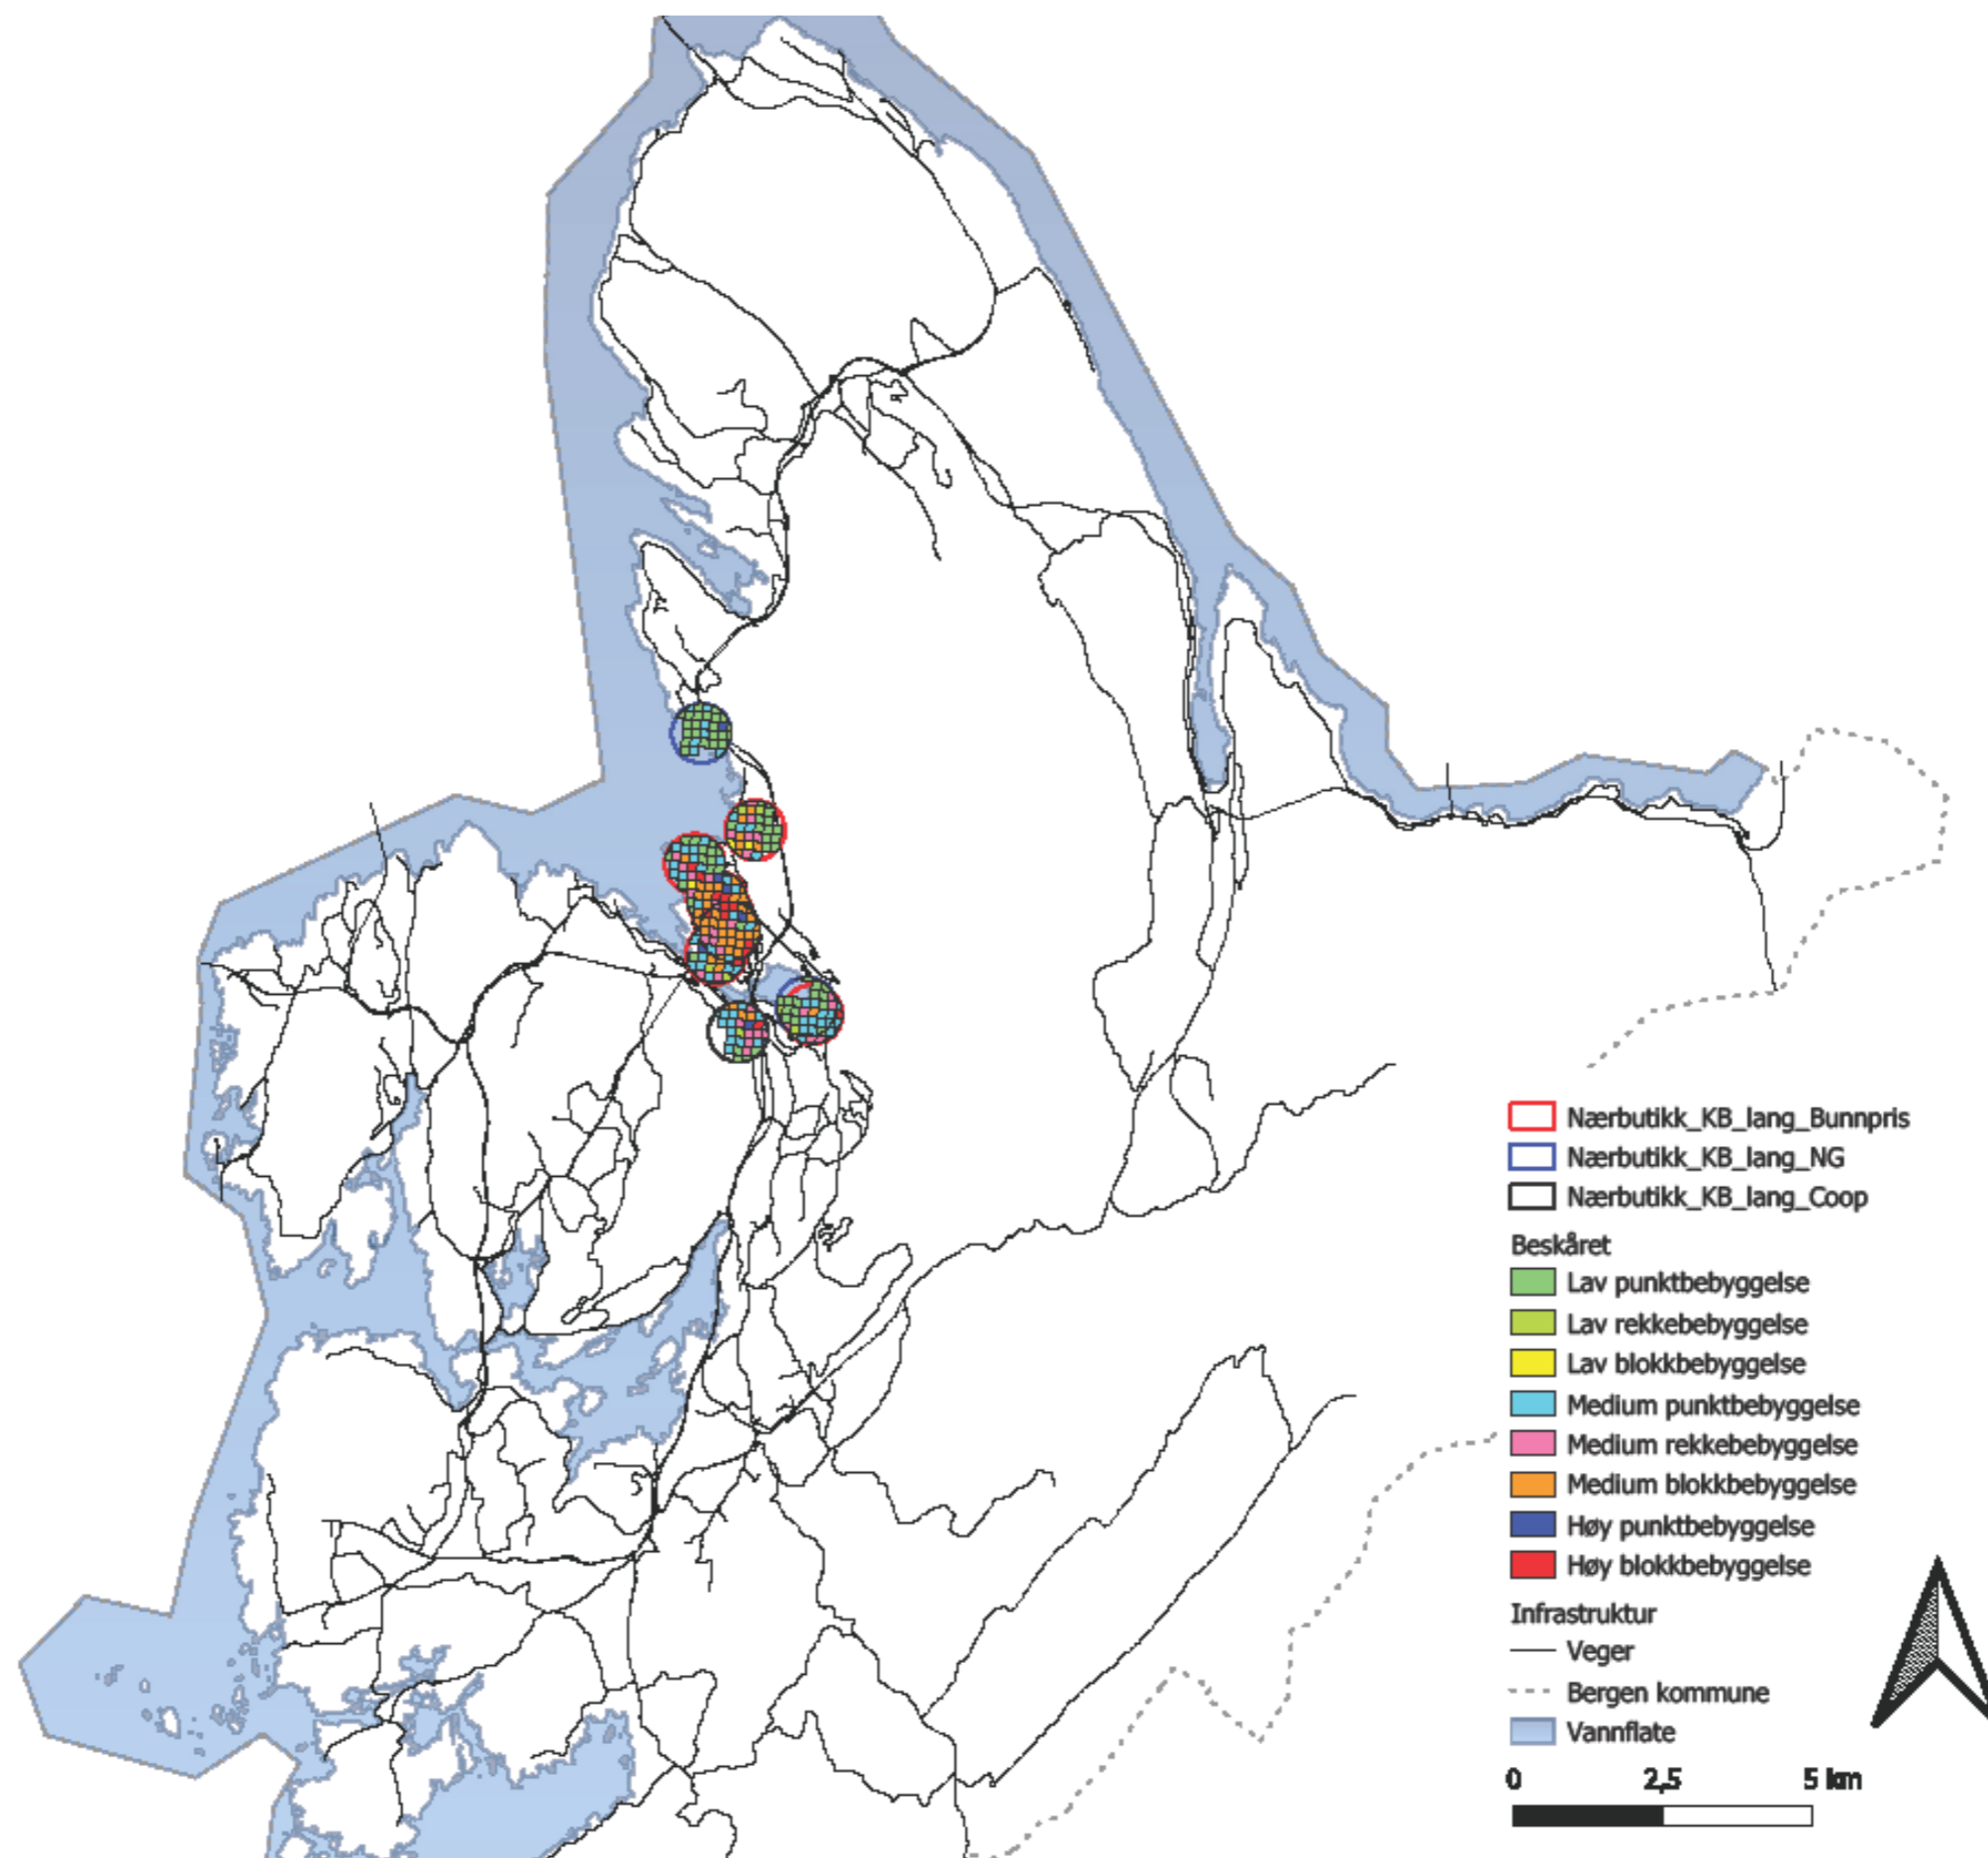 Nærbutikk_KB_lang_Bunnpris
Nærbutikk_KB_lang_NG
Nærbutikk_KB_lang_Coop
Beskåret
Lav punktbebyggelse
Lav rekkebebyggelse
Lav blokkbebyggelse
Medium punktbebyggelse
Medium rekkebebyggelse
Medium blokkbebyggelse
Høy punktbebyggelse
Høy blokkbebyggelse
Infrastruktur
Veger
Bergen kommune
Vannflate
0 2,5 5 km